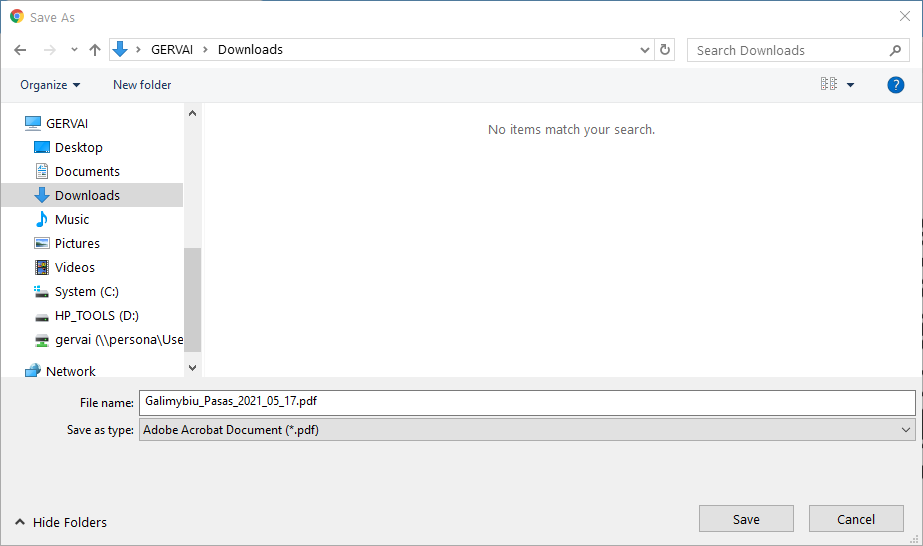 Save As
GERVAI > Downloads
Search Downloads
Organize
New folder
?
GERVAI
No items match your search.
Desktop
Documents
Downloads
Music
Pictures
Videos
System (C:)
HP_TOOLS (D:)
gervai (\\persona\Use
Network
File name: Galimybiu_Pasas_2021_05_17.pdf
Save as type: Adobe Acrobat Document (*.pdf)
Hide Folders
Save
Cancel